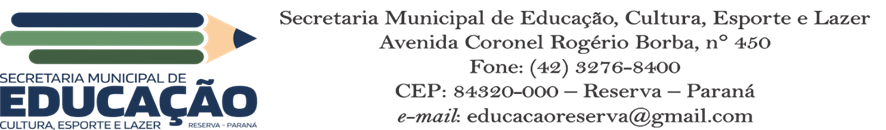 SECRETARIA MUNICIPAL DE
EDUCAÇÃO
CULTURA, ESPORTE E LAZER RESERVA - PARANÁ
Secretaria Municipal de Educação, Cultura, Esporte e Lazer
Avenida Coronel Rogério Borba, nº 450
Fone: (42) 3276-8400
CEP: 84320-000 – Reserva – Paraná
e-mail: educacaoreserva@gmail.com